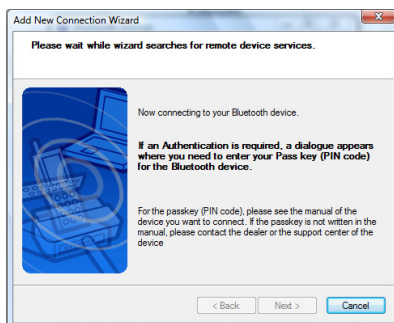 Add New Connection Wizard
Please wait while wizard searches for remote device services.
Now connecting to your Bluetooth device.
If an Authentication is required, a dialogue appears
where you need to enter your Pass key (PIN code)
for the Bluetooth device.
For the passkey (PIN code), please see the manual of the
device you want to connect. If the passkey is not written in the
manual, please contact the dealer or the support center of the
device
< Back
Next >
Cancel